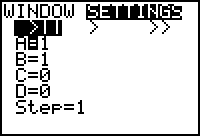 WINDOW SETTINGS
>|| > >>
A=1
B=1
C=0
D=0
Step=1